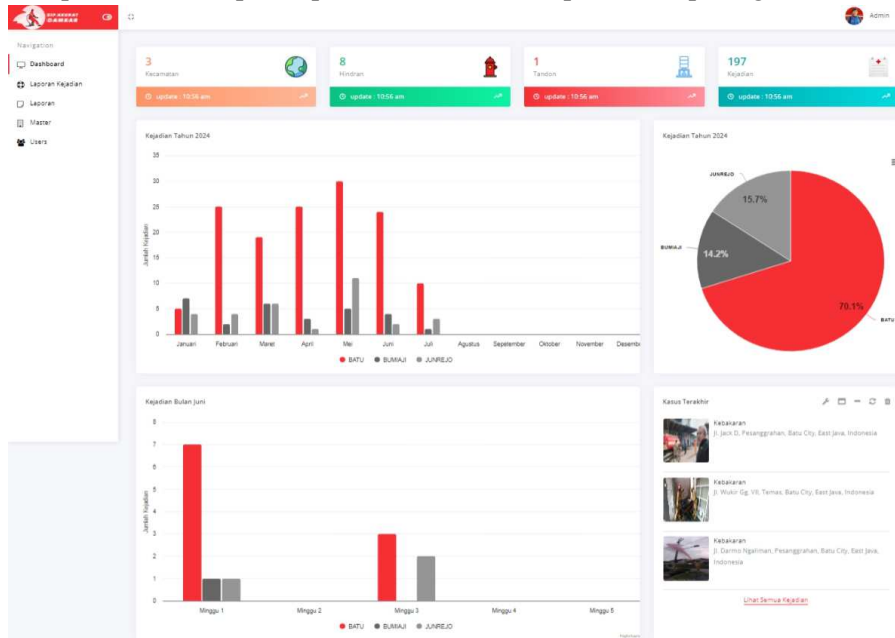 SIP AKURAT
DAMKAR
Admin
Navigation
Dashboard
Laporan Kejadian
Laporan
Master
Users
3
Kecamatan
update : 10:56 am
8
Hindran
update : 10:56 am
1
Tandon
update : 10:56 am
197
Kejadian
update : 10:56 am
Kejadian Tahun 2024
35
30
25
20
15
10
5
0
Jumlah Kejadian
Januari Februari Maret April Mei Juni Juli Agustus Sepetember Oktober November Desembe
BATU BUMIAJI JUNREJO
Kejadian Tahun 2024
JUNREJO
15.7%
BUMIAJI
14.2%
70.1%
BATU
Kejadian Bulan Juni
8
7
6
5
4
3
2
1
0
Jumlah Kejadian
Minggu 1 Minggu 2 Minggu 3 Minggu 4 Minggu 5
BATU BUMIAJI JUNREJO
Kasus Terakhir
Kebakaran
Jl. Jack D, Pesanggrahan, Batu City, East Java, Indonesia
Kebakaran
Jl. Wukir Gg. VII, Temas, Batu City, East Java, Indonesia
Kebakaran
Jl. Darmo Ngaliman, Pesanggrahan, Batu City, East Java,
Indonesia
Lihat Semua Kejadian